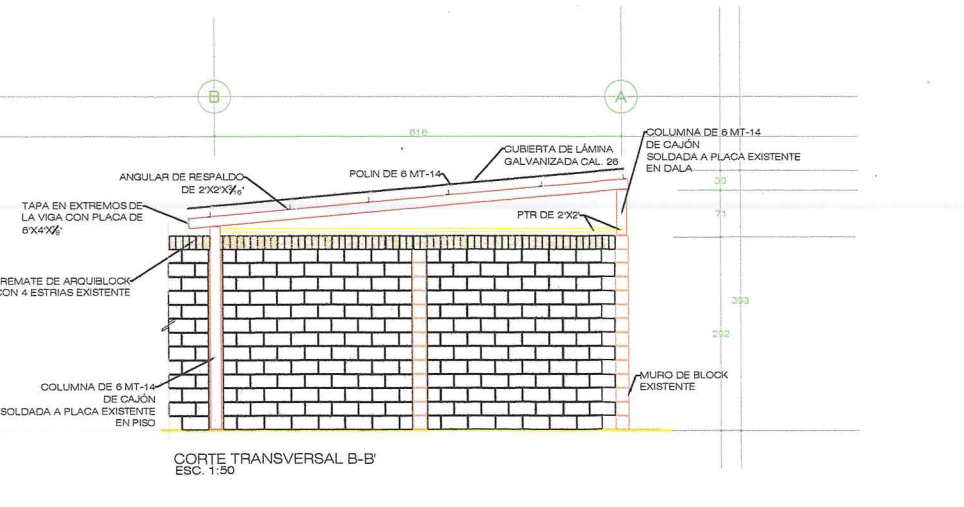 B
A
616
COLUMNA DE 6 MT-14
DE CAJÓN
SOLDADA A PLACA EXISTENTE
EN DALA
CUBIERTA DE LÁMINA
GALVANIZADA CAL. 26
POLIN DE 6 MT-14
ANGULAR DE RESPALDO
DE 2'X2'X3/16'
30
TAPA EN EXTREMOS DE
LA VIGA CON PLACA DE
PTR DE 2'X2'
71
REMATE DE ARQUIBLOCK
CON 4 ESTRIAS EXISTENTE
393
292
MURO DE BLOCK
EXISTENTE
COLUMNA DE 6 MT-14
DE CAJÓN
SOLDADA A PLACA EXISTENTE
EN PISO
CORTE TRANSVERSAL B-B'
ESC. 1:50